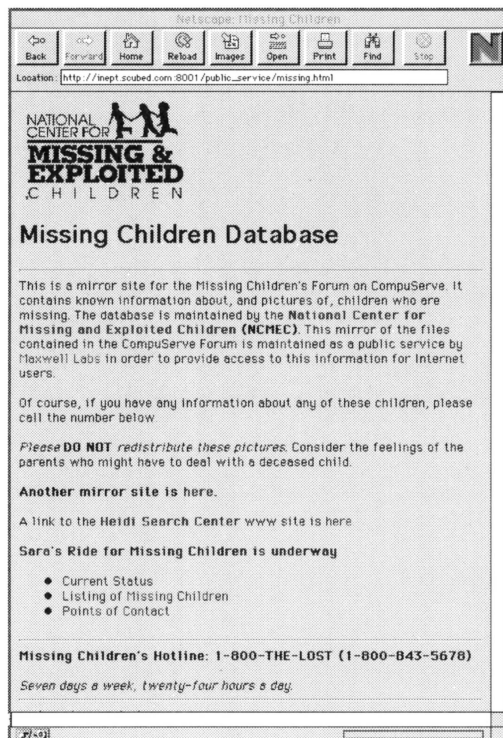 Netscape: Missing Children
Back Forward Home Reload Images Open Print Find Stop
N
Location: http://inept.scubed.com:8001/public_service/missing.html
NATIONAL
CENTER FOR
MISSING &
EXPLOITED
CHILDREN
Missing Children Database
This is a mirror site for the Missing Children's Forum on CompuServe. It
contains known information about, and pictures of, children who are
missing. The database is maintained by the National Center for
Missing and Exploited Children (NCMEC). This mirror of the files
contained in the CompuServe Forum is maintained as a public service by
Maxwell Labs in order to provide access to this information for Internet
users.
Of course, if you have any information about any of these children, please
call the number below.
Please DO NOT redistribute these pictures. Consider the feelings of the
parents who might have to deal with a deceased child.
Another mirror site is here.
A link to the Heidi Search Center www site is here.
Sara's Ride for Missing Children is underway
Current Status
Listing of Missing Children
Points of Contact
Missing Children's Hotline: 1-800-THE-LOST (1-800-843-5678)
Seven days a week, twenty-four hours a day.